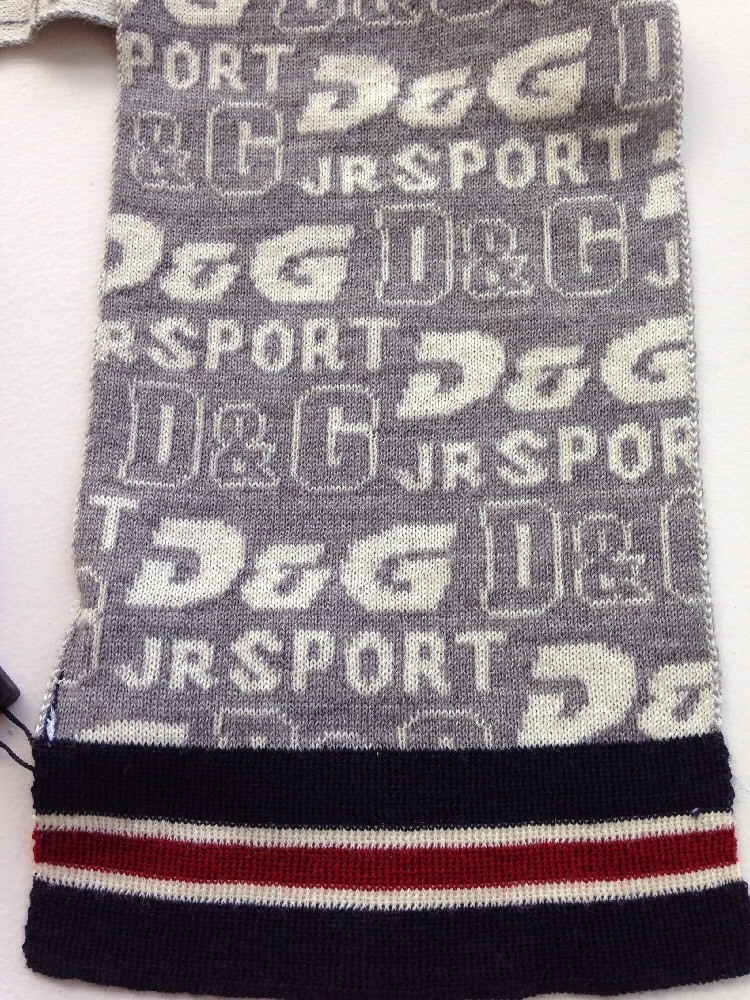 D&G
PORT D&G D
&G JR SPORT
D&G D&G J
R SPORT D&G
D&G JR SPOR
T D&G D&
JR SPORT D&